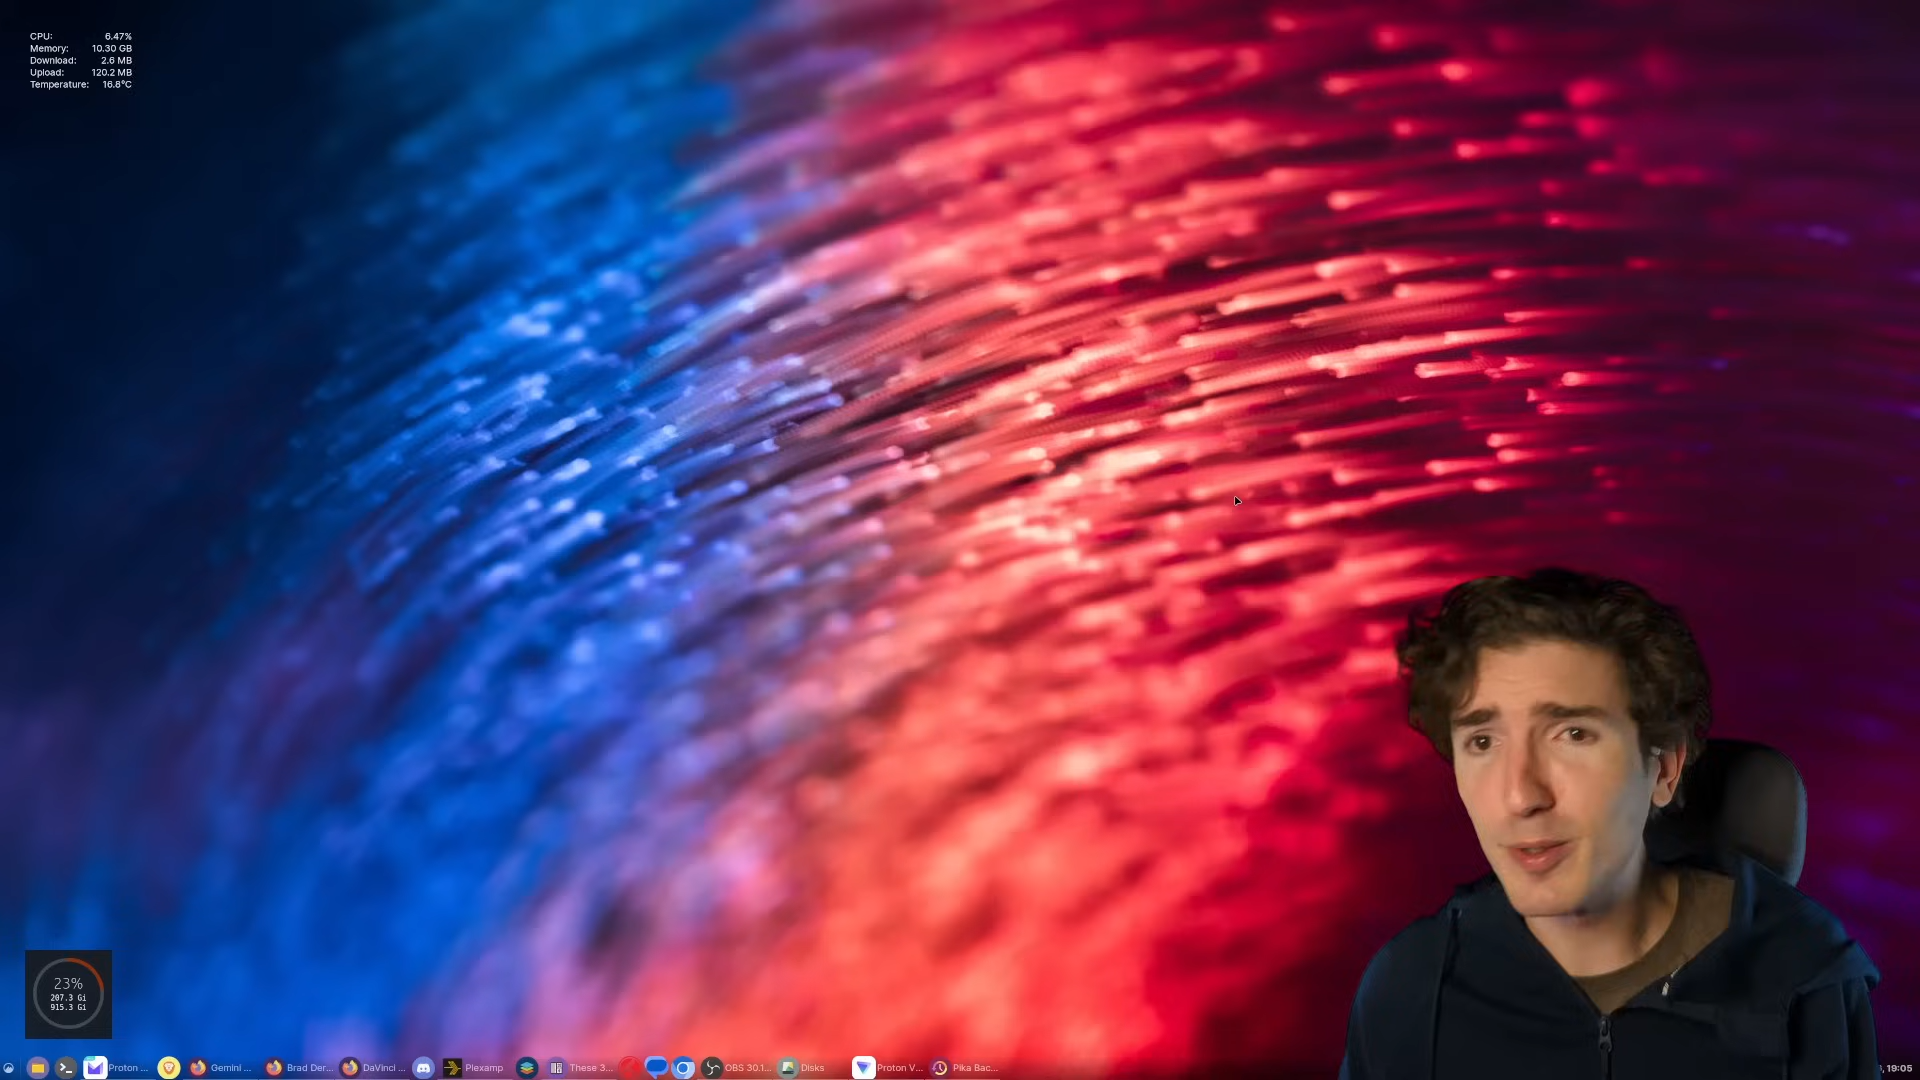 CPU: 6.47%
Memory: 10.30 GB
Download: 2.6 MB
Upload: 120.2 MB
Temperature: 16.8°C
23%
207.3 Gi
915.3 Gi
Proton ... Gemini ... Brad Der... DaVinci ... Plexamp These 3... OBS 30.1... Disks Proton V... Pika Bac... , 19:05